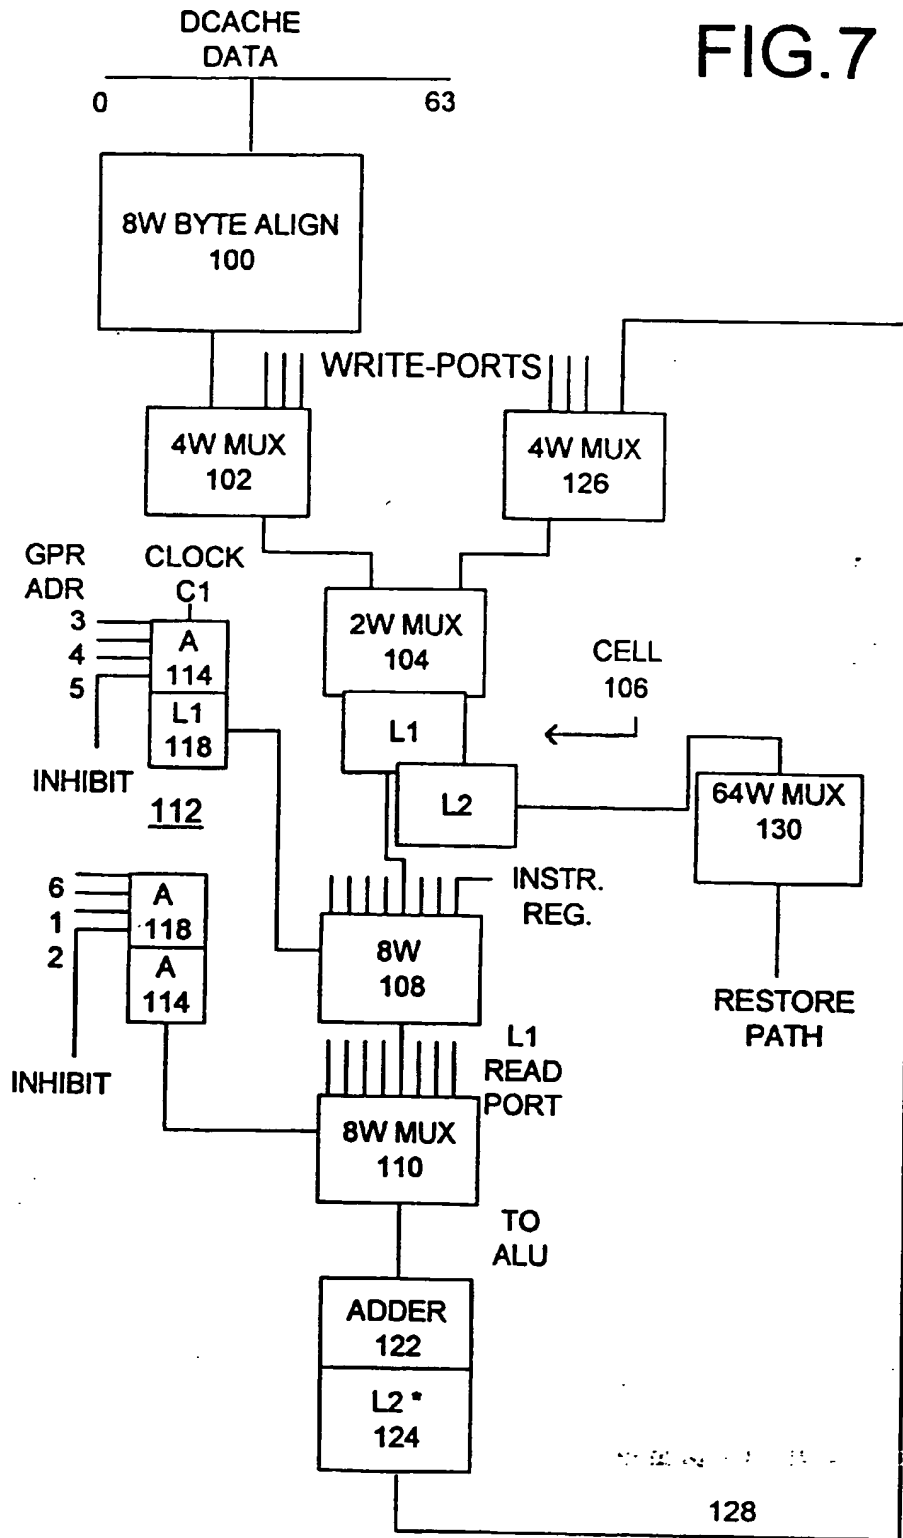 DCACHE
DATA
FIG.7
0
63
8W BYTE ALIGN
100
WRITE-PORTS
4W MUX
102
4W MUX
126
GPR
ADR
CLOCK
C1
3
4
5
A
114
L1
118
INHIBIT
112
2W MUX
104
L1
L2
CELL
106
64W MUX
130
RESTORE
PATH
6
1
2
A
118
A
114
INHIBIT
INSTR.
REG.
8W
108
L1
READ
PORT
8W MUX
110
TO
ALU
ADDER
122
L2 *
124
128